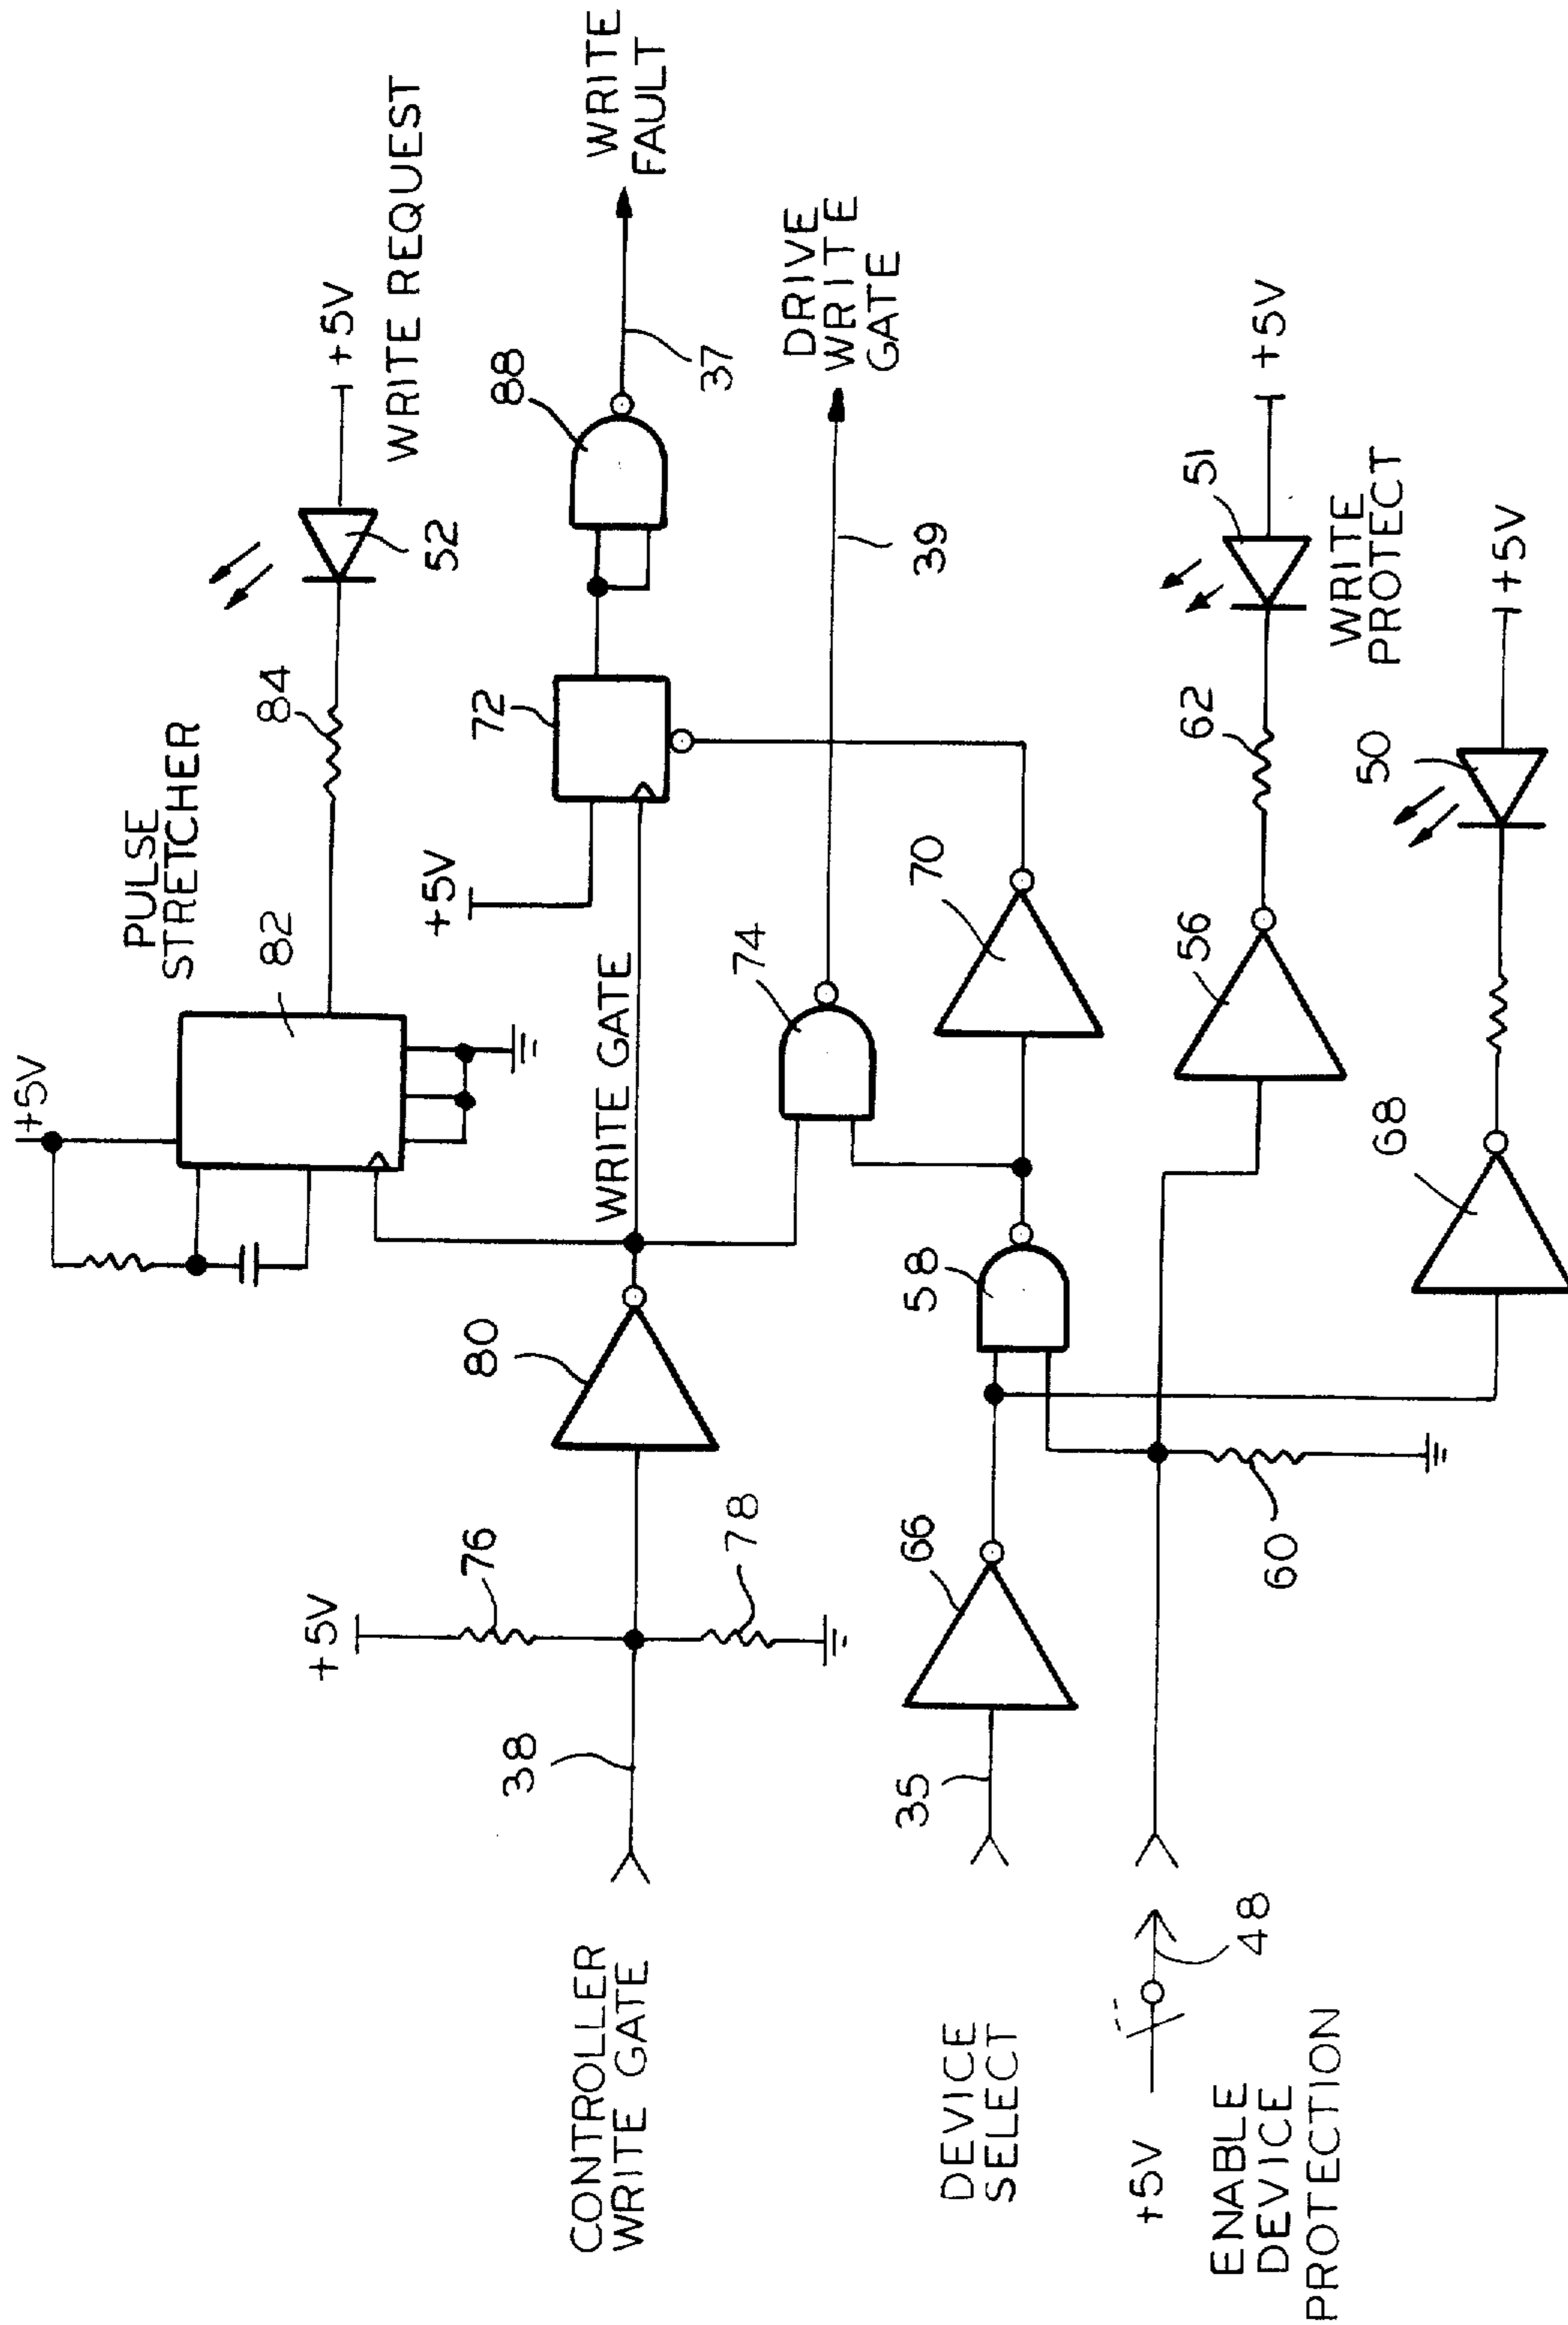 +5V
PULSE
STRETCHER
82
84
52
+5V
WRITE REQUEST
+5V
76
38
CONTROLLER
WRITE GATE
78
80
WRITE GATE
+5V
72
88
37
WRITE
FAULT
74
39
DRIVE
WRITE
GATE
DEVICE
SELECT
35
66
58
70
+5V
48
ENABLE
DEVICE
PROTECTION
60
56
62
51
+5V
WRITE
PROTECT
68
50
+5V